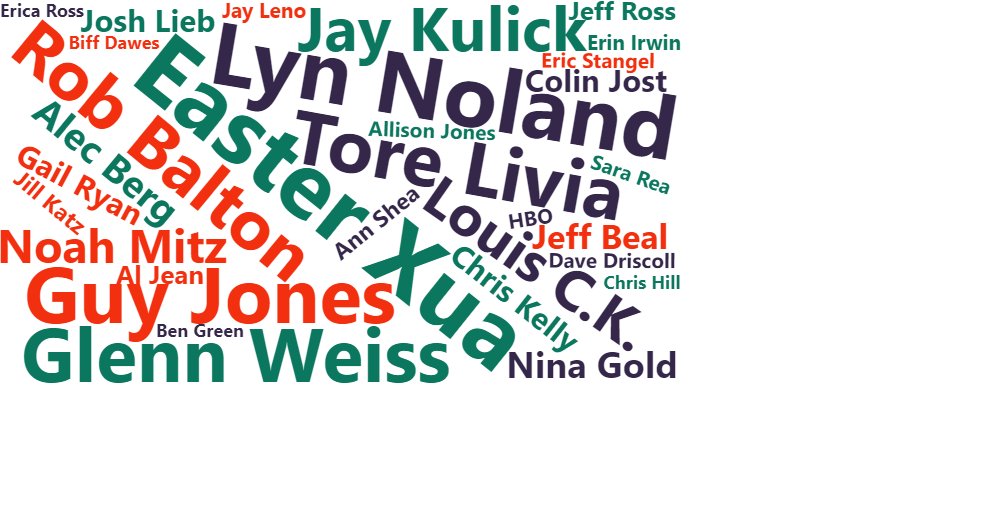 Erica Ross
Jay Leno
Jeff Ross
Josh Lieb
Jay Kulick
Biff Dawes
Erin Irwin
Eric Stangel
Colin Jost
Lyn Noland
Rob Balton
Easter Xua
Allison Jones
Tore Livia
Alec Berg
Sara Rea
Gail Ryan
Jill Katz
Ann Shea
Louis C.K.
HBO
Jeff Beal
Noah Mitz
Dave Driscoll
Al Jean
Chris Kelly
Chris Hill
Guy Jones
Ben Green
Glenn Weiss
Nina Gold